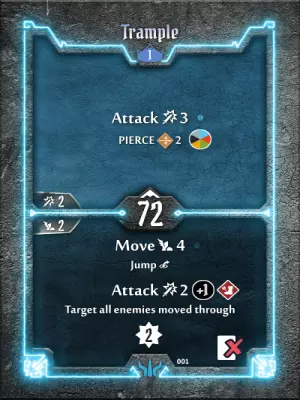 Trample
1
Attack 3
PIERCE 2
2
72
2
Move 4
Jump
Attack 2 +1
Target all enemies moved through
2
001